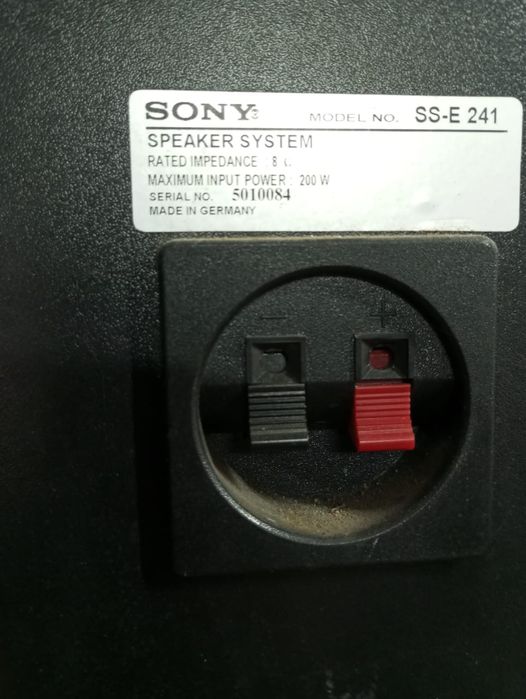 SONY® MODEL NO. SS-E 241
SPEAKER SYSTEM
RATED IMPEDANCE : 8
MAXIMUM INPUT POWER : 200 W
SERIAL NO. 5010084
MADE IN GERMANY
− +